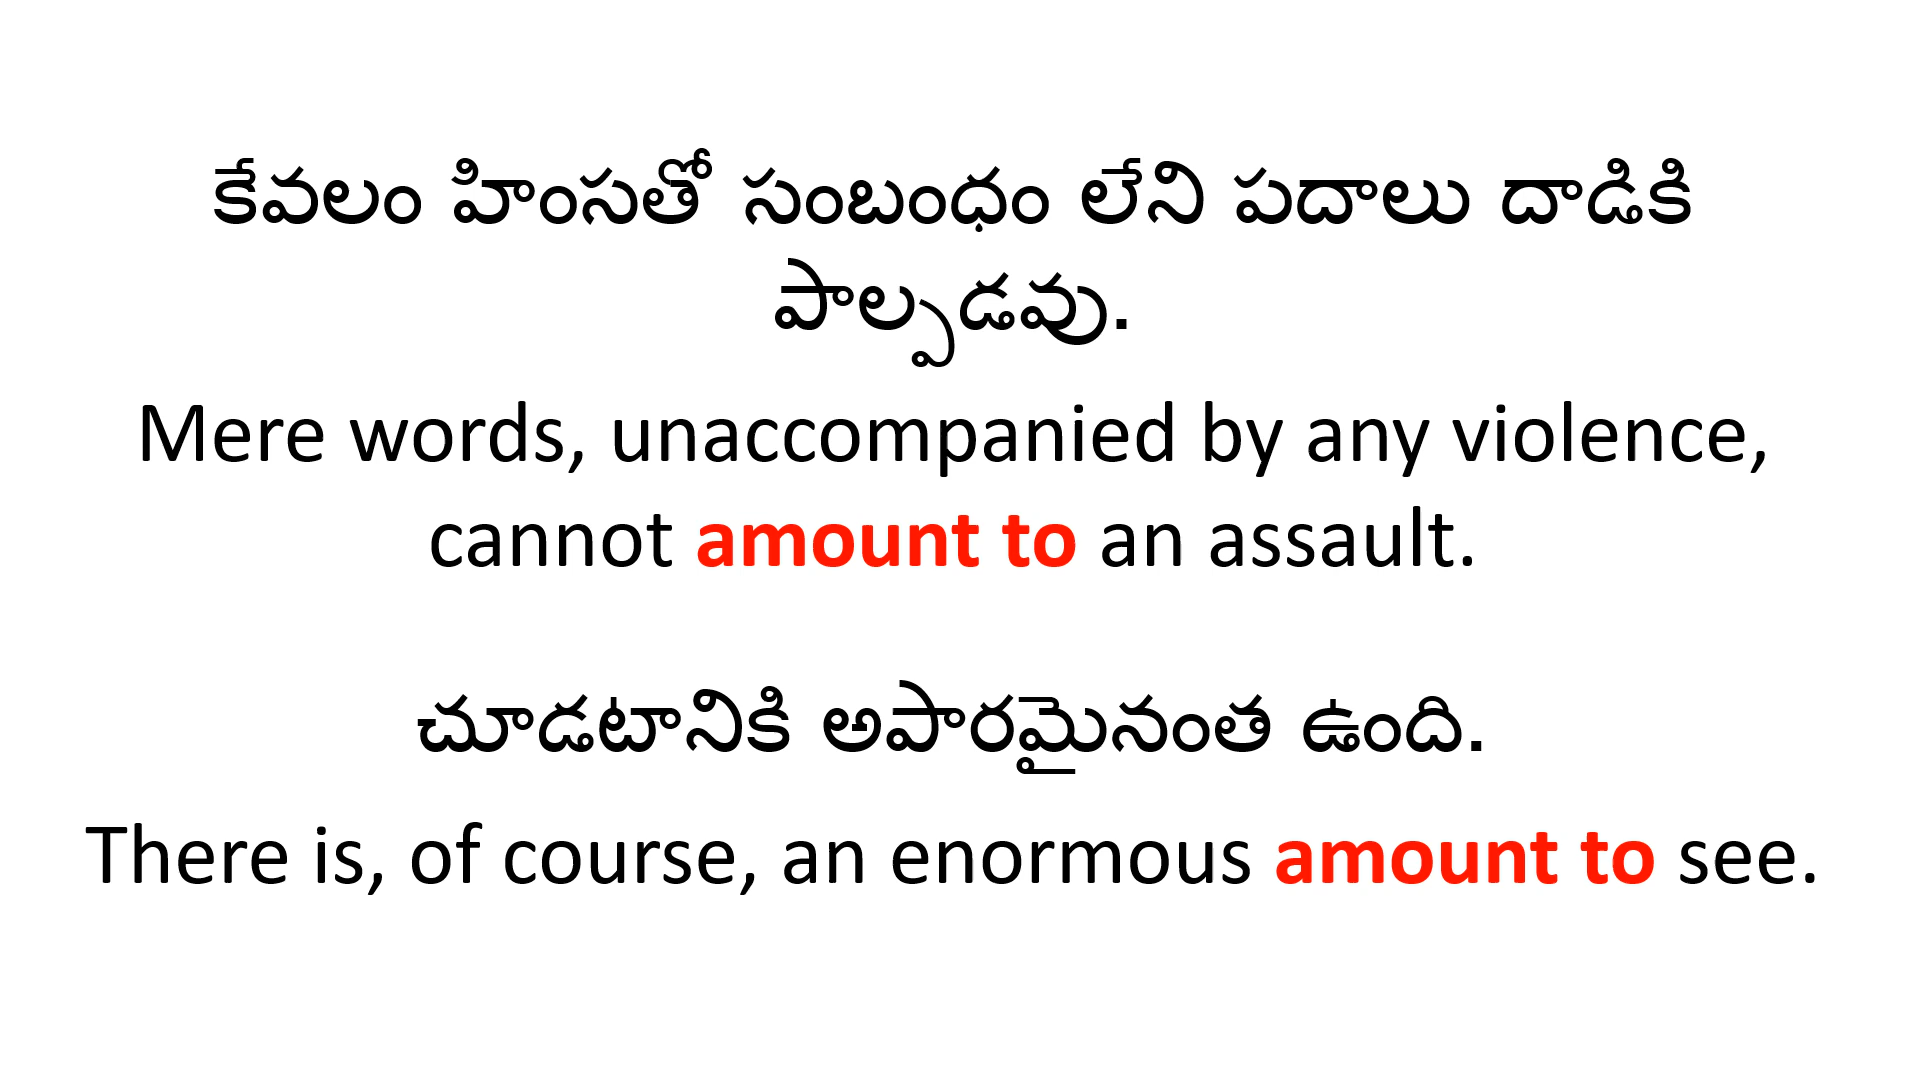 కేవలం హింసతో సంబంధం లేని పదాలు దాడికి
పాల్పడవు.
Mere words, unaccompanied by any violence,
cannot amount to an assault.
చూడటానికి అపారమైనంత ఉంది.
There is, of course, an enormous amount to see.